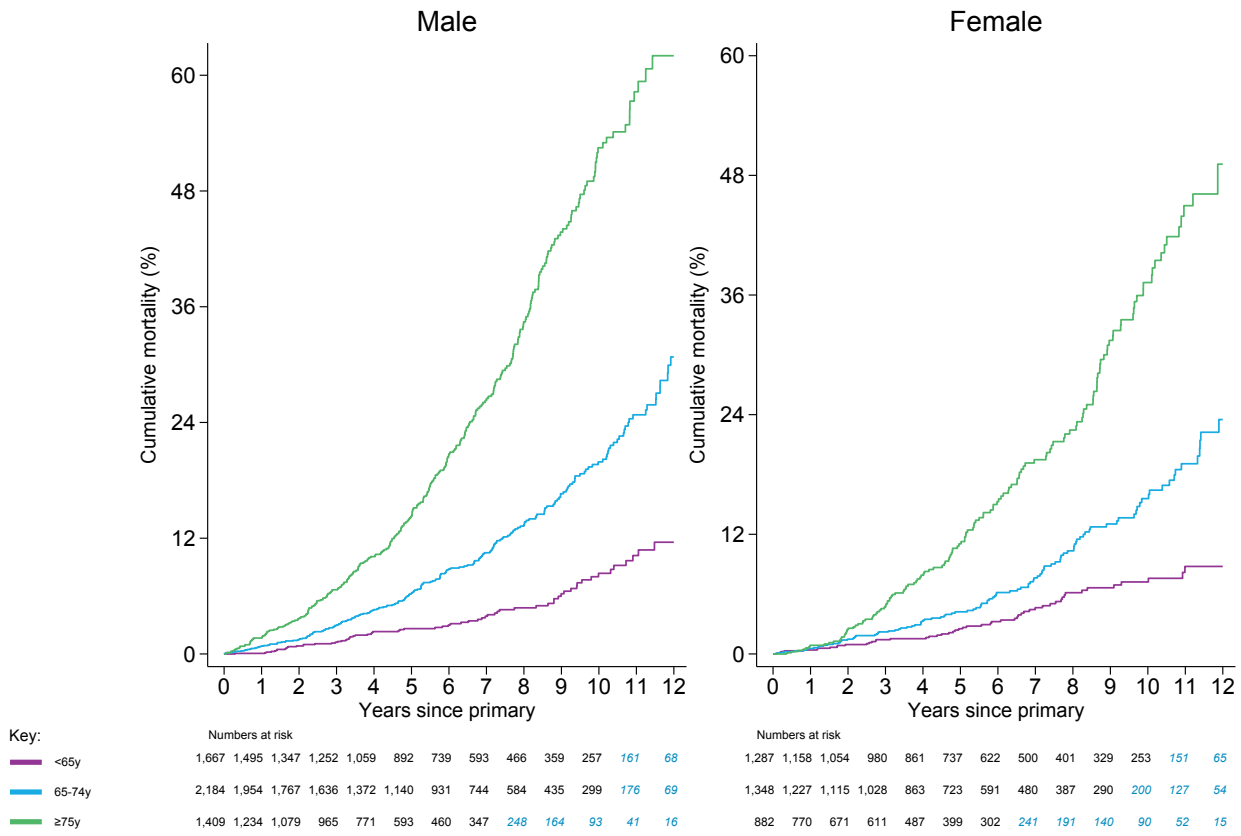 Male Female
Cumulative mortality (%)
60
48
36
24
12
0
0 1 2 3 4 5 6 7 8 9 10 11 12
Years since primary
Cumulative mortality (%)
60
48
36
24
12
0
0 1 2 3 4 5 6 7 8 9 10 11 12
Years since primary
Key:
Numbers at risk Numbers at risk
<65y 1,667 1,495 1,347 1,252 1,059 892 739 593 466 359 257 161 68 1,287 1,158 1,054 980 861 737 622 500 401 329 253 151 65
65-74y 2,184 1,954 1,767 1,636 1,372 1,140 931 744 584 435 299 176 69 1,348 1,227 1,115 1,028 863 723 591 480 387 290 200 127 54
≥75y 1,409 1,234 1,079 965 771 593 460 347 248 164 93 41 16 882 770 671 611 487 399 302 241 191 140 90 52 15